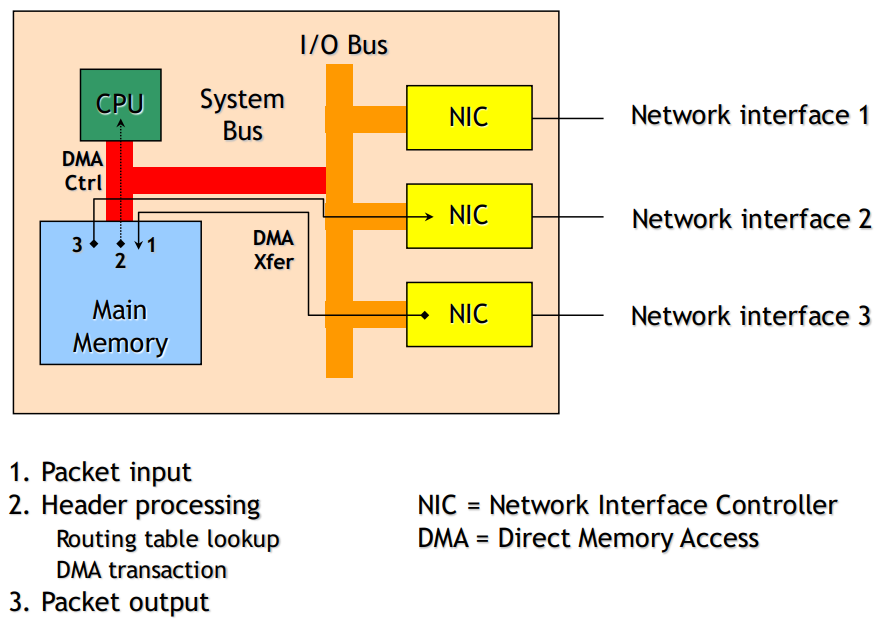 I/O Bus
CPU
System
Bus
NIC
Network interface 1
DMA
Ctrl
NIC
Network interface 2
3
2
1
DMA
Xfer
Main
Memory
NIC
Network interface 3
1. Packet input
2. Header processing
Routing table lookup
DMA transaction
3. Packet output
NIC = Network Interface Controller
DMA = Direct Memory Access